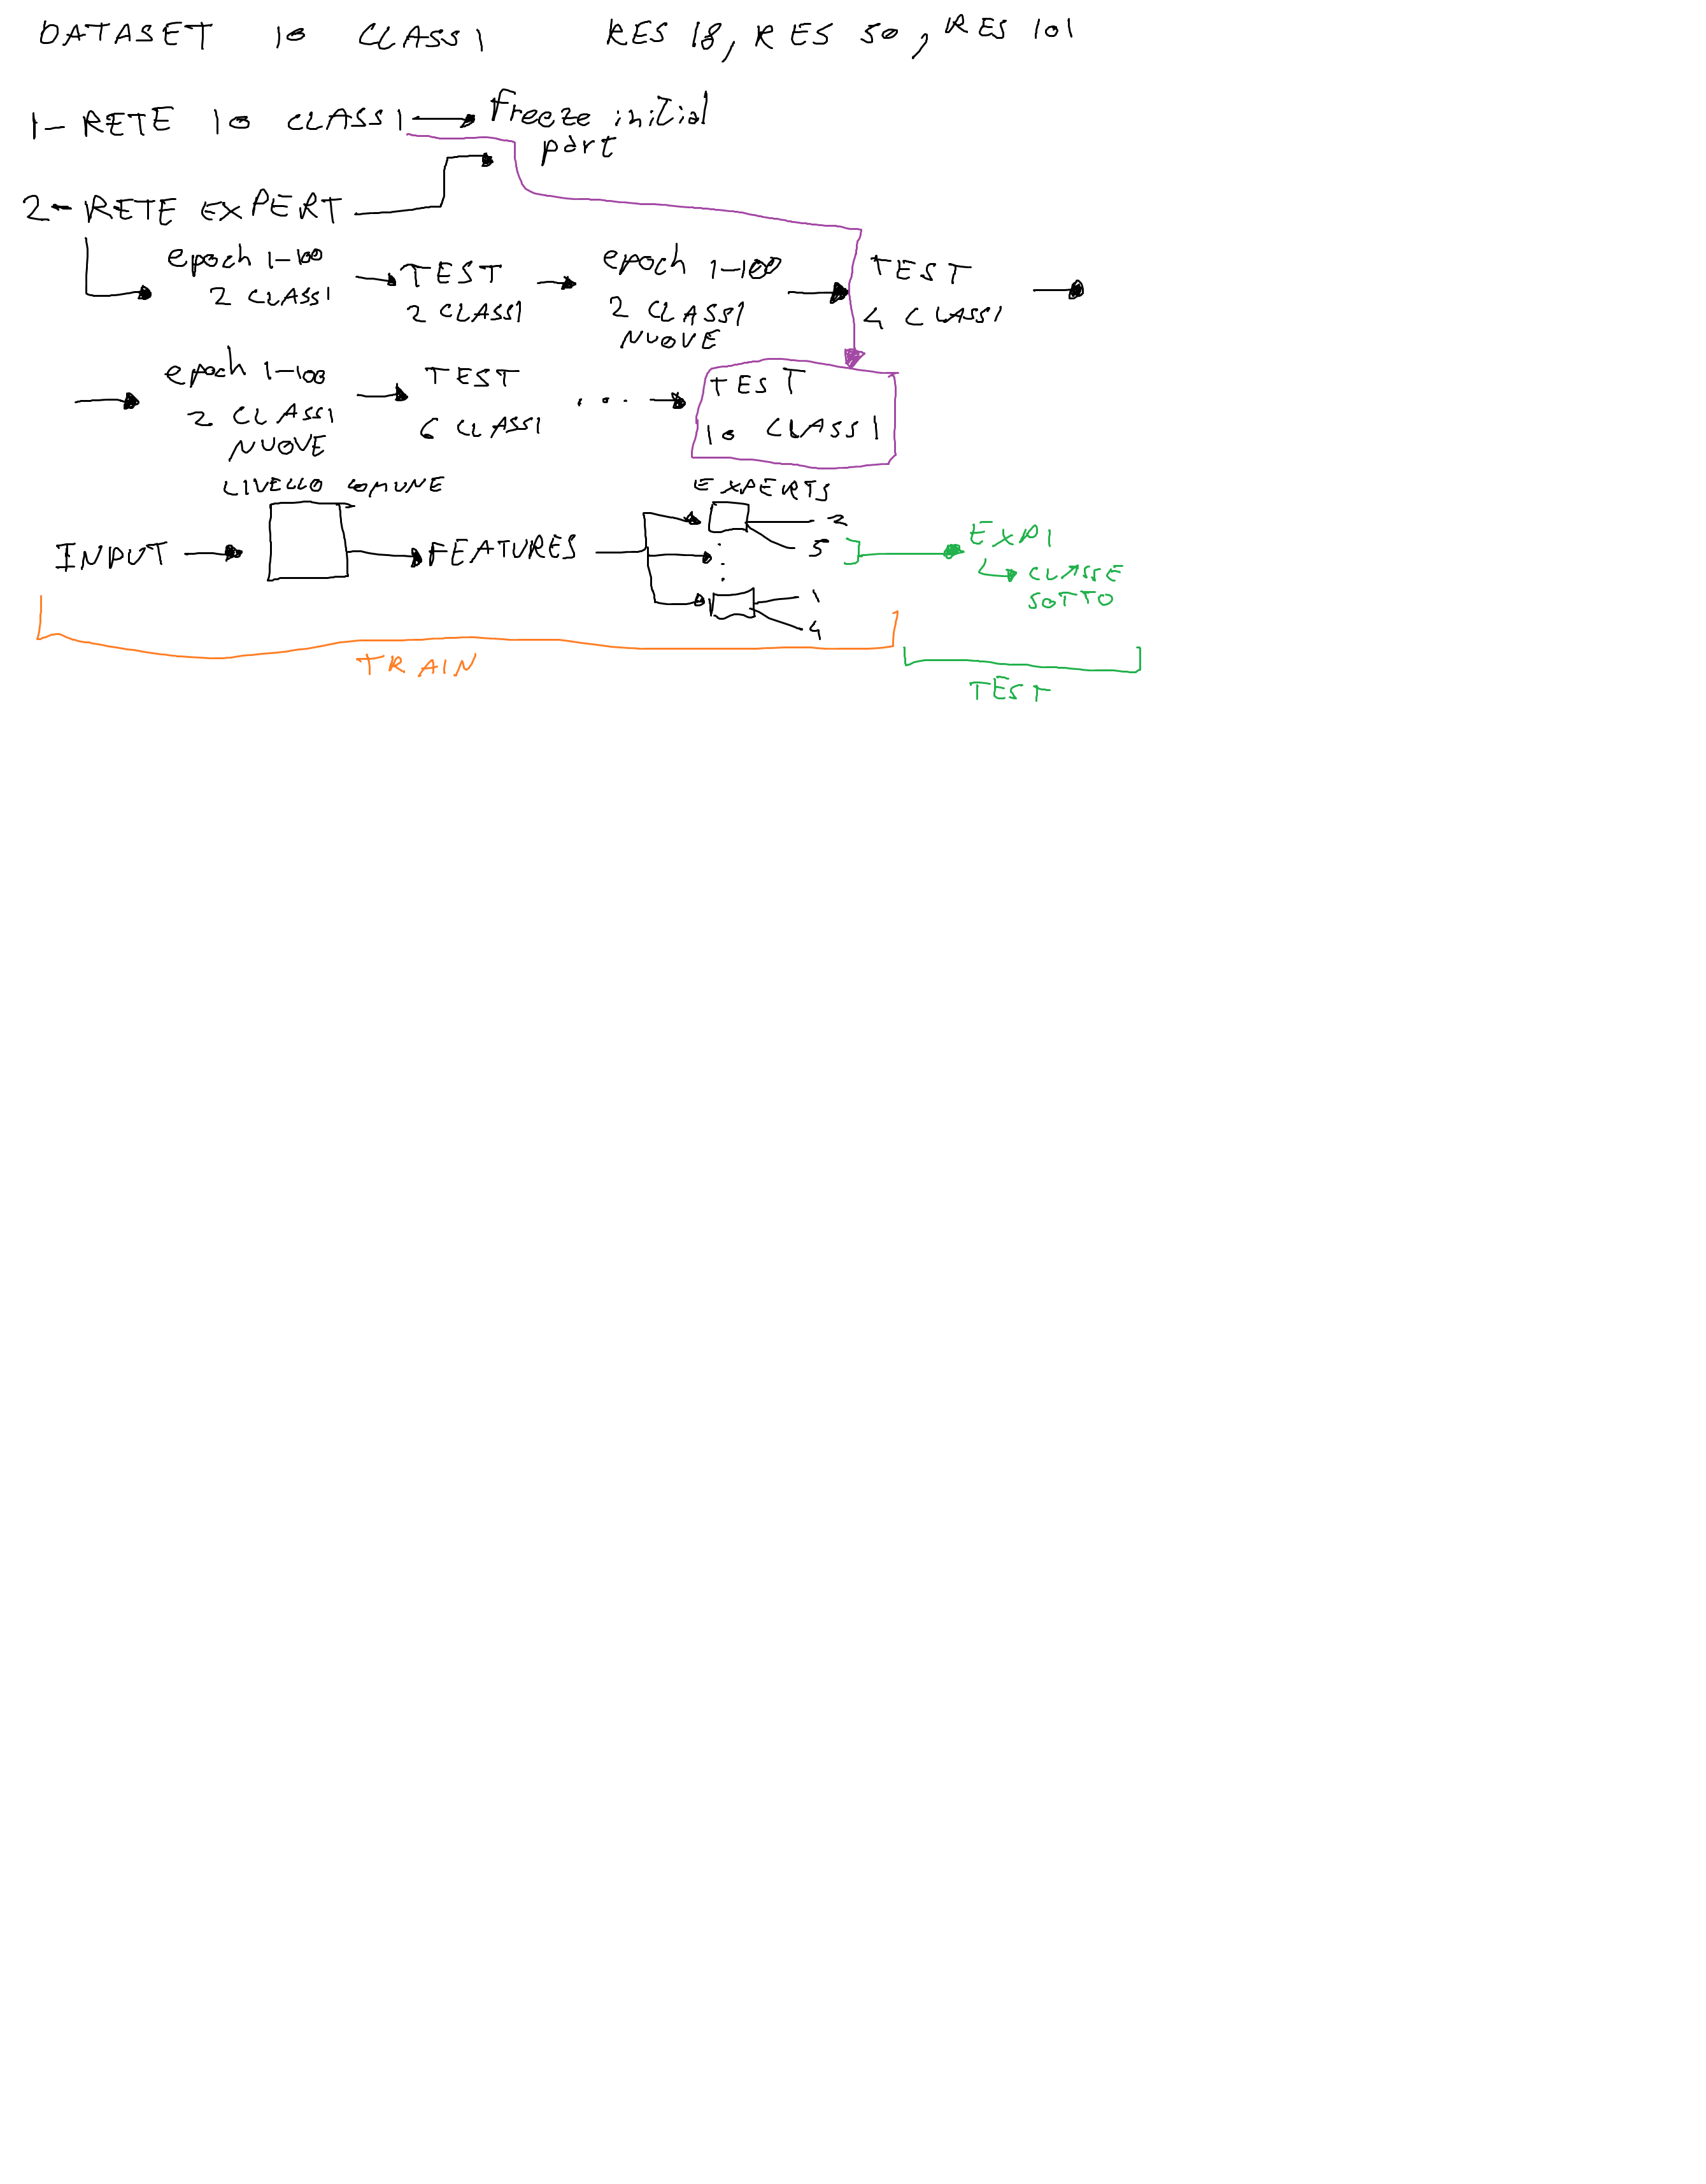 DATASET 10 CLASSI RES 18, RES 50, RES 101
1- RETE 10 CLASSI Freeze initial
part
2- RETE EXPERT
epoch 1-100 TEST epoch 1-100 TEST
2 CLASSI 2 CLASSI 2 CLASSI 4 CLASSI
NUOVE
epoch 1-100 TEST ... TEST
2 CLASSI 6 CLASSI 10 CLASSI
NUOVE
LIVELLO COMUNE EXPERTS
INPUT FEATURES 2
5 EXP1
CLASSE
SOTTO
1
4
TRAIN
TEST